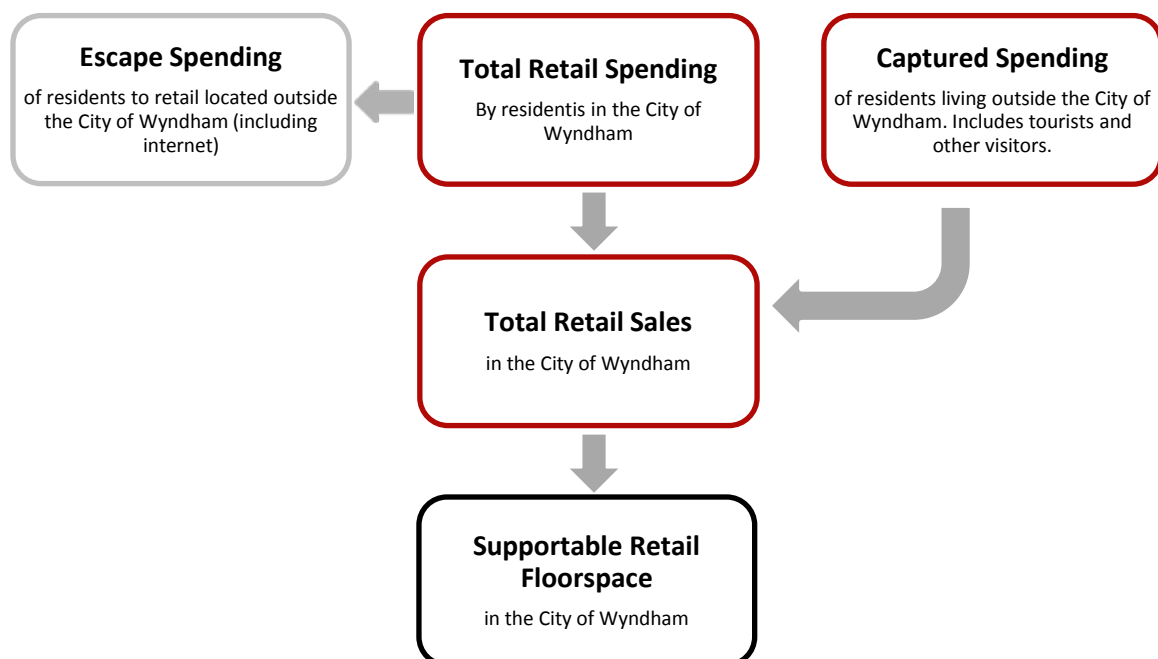 Escape Spending
of residents to retail located outside
the City of Wyndham (including
internet)
Total Retail Spending
By residentis in the City of
Wyndham
Captured Spending
of residents living outside the City of
Wyndham. Includes tourists and
other visitors.
Total Retail Sales
in the City of Wyndham
Supportable Retail
Floorspace
in the City of Wyndham